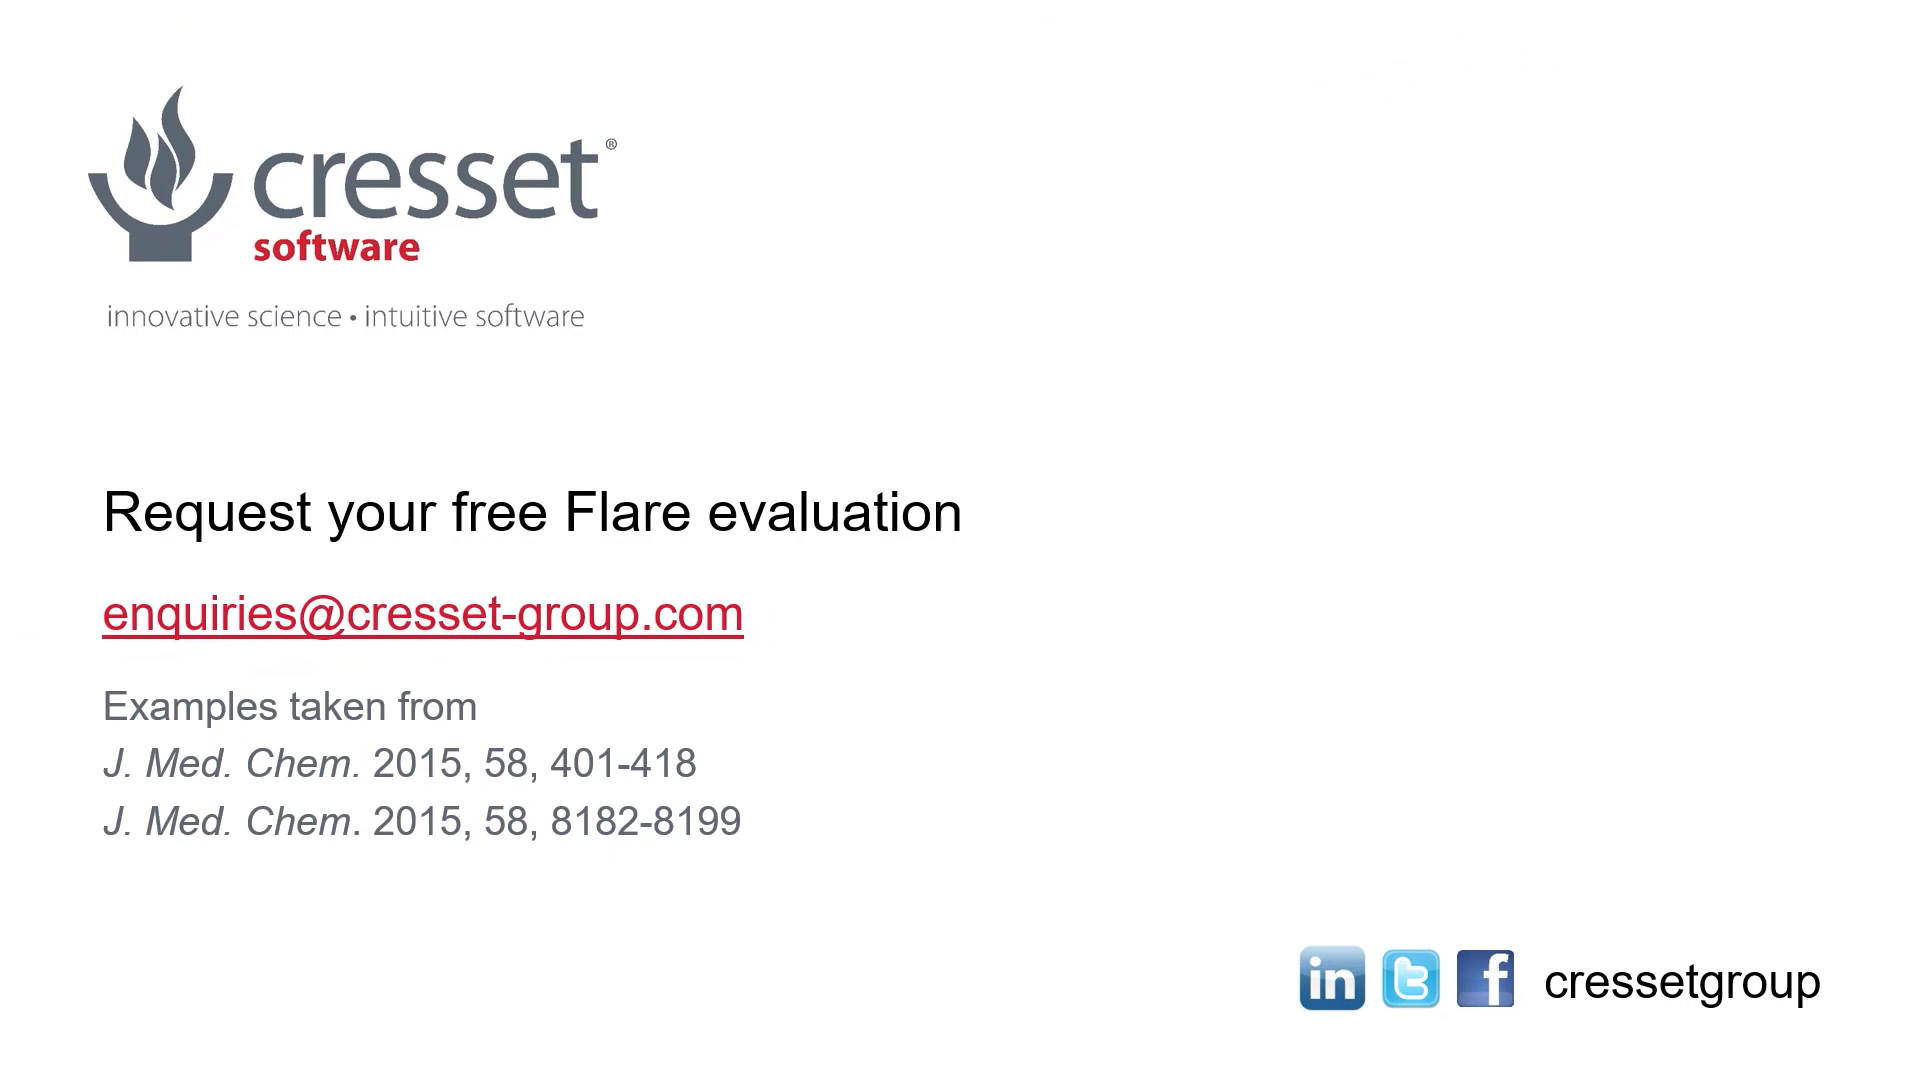 cresset®
software
innovative science • intuitive software
Request your free Flare evaluation
enquiries@cresset-group.com
Examples taken from
J. Med. Chem. 2015, 58, 401-418
J. Med. Chem. 2015, 58, 8182-8199
in t f cressetgroup